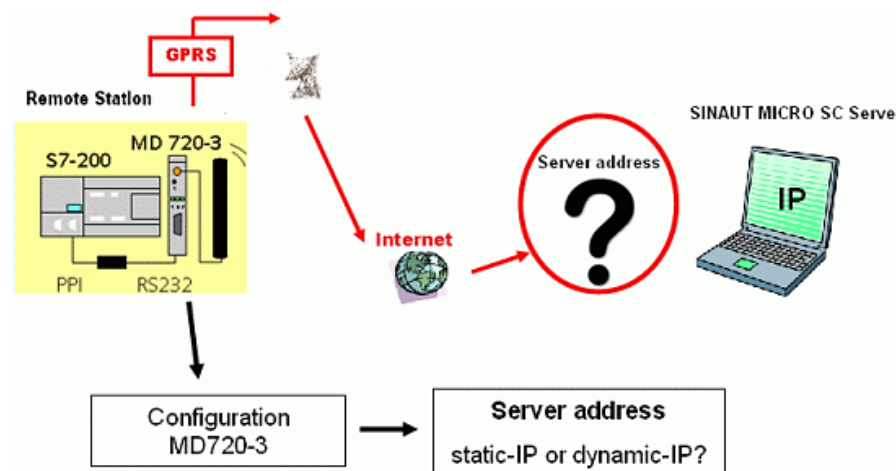 GPRS
Remote Station
MD 720-3
S7-200
PPI
RS232
Internet
Server address
?
SINAUT MICRO SC Serve
IP
Configuration
MD720-3
Server address
static-IP or dynamic-IP?